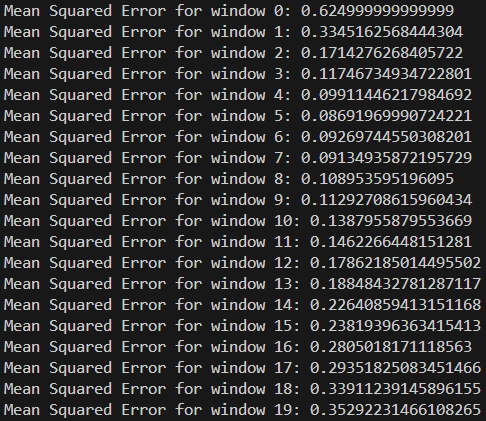 Mean Squared Error for window 0: 0.624999999999999
Mean Squared Error for window 1: 0.3345162568444304
Mean Squared Error for window 2: 0.1714276268405722
Mean Squared Error for window 3: 0.11746734934722801
Mean Squared Error for window 4: 0.09911446217984692
Mean Squared Error for window 5: 0.08691969990724221
Mean Squared Error for window 6: 0.09269744550308201
Mean Squared Error for window 7: 0.09134935872195729
Mean Squared Error for window 8: 0.108953595196095
Mean Squared Error for window 9: 0.11292708615960434
Mean Squared Error for window 10: 0.1387955879553669
Mean Squared Error for window 11: 0.1462266448151281
Mean Squared Error for window 12: 0.17862185014495502
Mean Squared Error for window 13: 0.18848432781287117
Mean Squared Error for window 14: 0.22640859413151168
Mean Squared Error for window 15: 0.23819396363415413
Mean Squared Error for window 16: 0.2805018171118563
Mean Squared Error for window 17: 0.29351825083451466
Mean Squared Error for window 18: 0.33911239145896155
Mean Squared Error for window 19: 0.35292231466108265